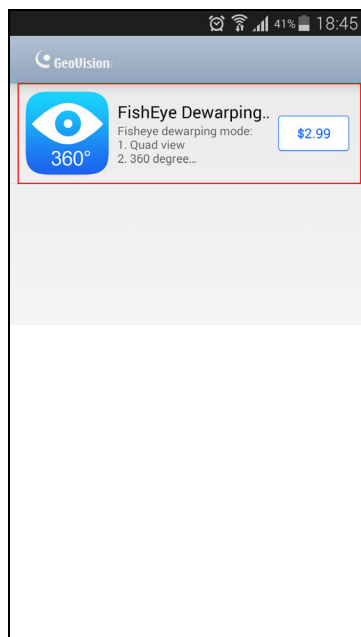 41% 18:45
GeoVision
FishEye Dewarping..
Fisheye dewarping mode:
1. Quad view
2. 360 degree...
$2.99
360°